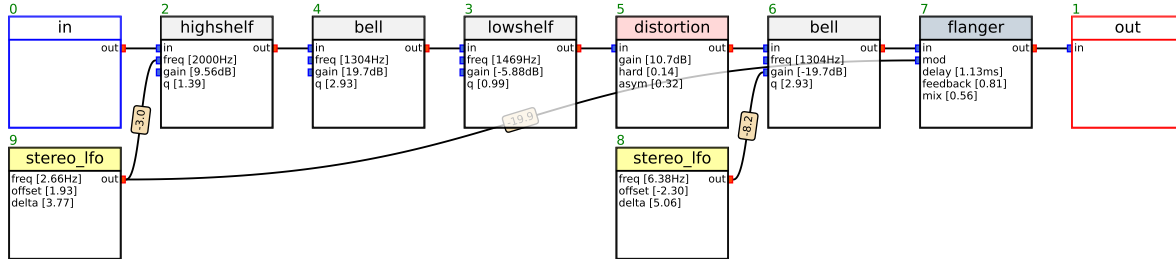 0
in
out
2
highshelf
in
out
freq [2000Hz]
gain [9.56dB]
q [1.39]
4
bell
in
out
freq [1304Hz]
gain [19.7dB]
q [2.93]
3
lowshelf
in
out
freq [1469Hz]
gain [-5.88dB]
q [0.99]
5
distortion
in
out
gain [10.7dB]
hard [0.14]
asym [0.32]
6
bell
in
out
freq [1304Hz]
gain [-19.7dB]
q [2.93]
7
flanger
in
out
mod
delay [1.13ms]
feedback [0.81]
mix [0.56]
1
out
in
-3.0
-19.9
-8.2
9
stereo_lfo
freq [2.66Hz]
out
offset [1.93]
delta [3.77]
8
stereo_lfo
freq [6.38Hz]
out
offset [-2.30]
delta [5.06]